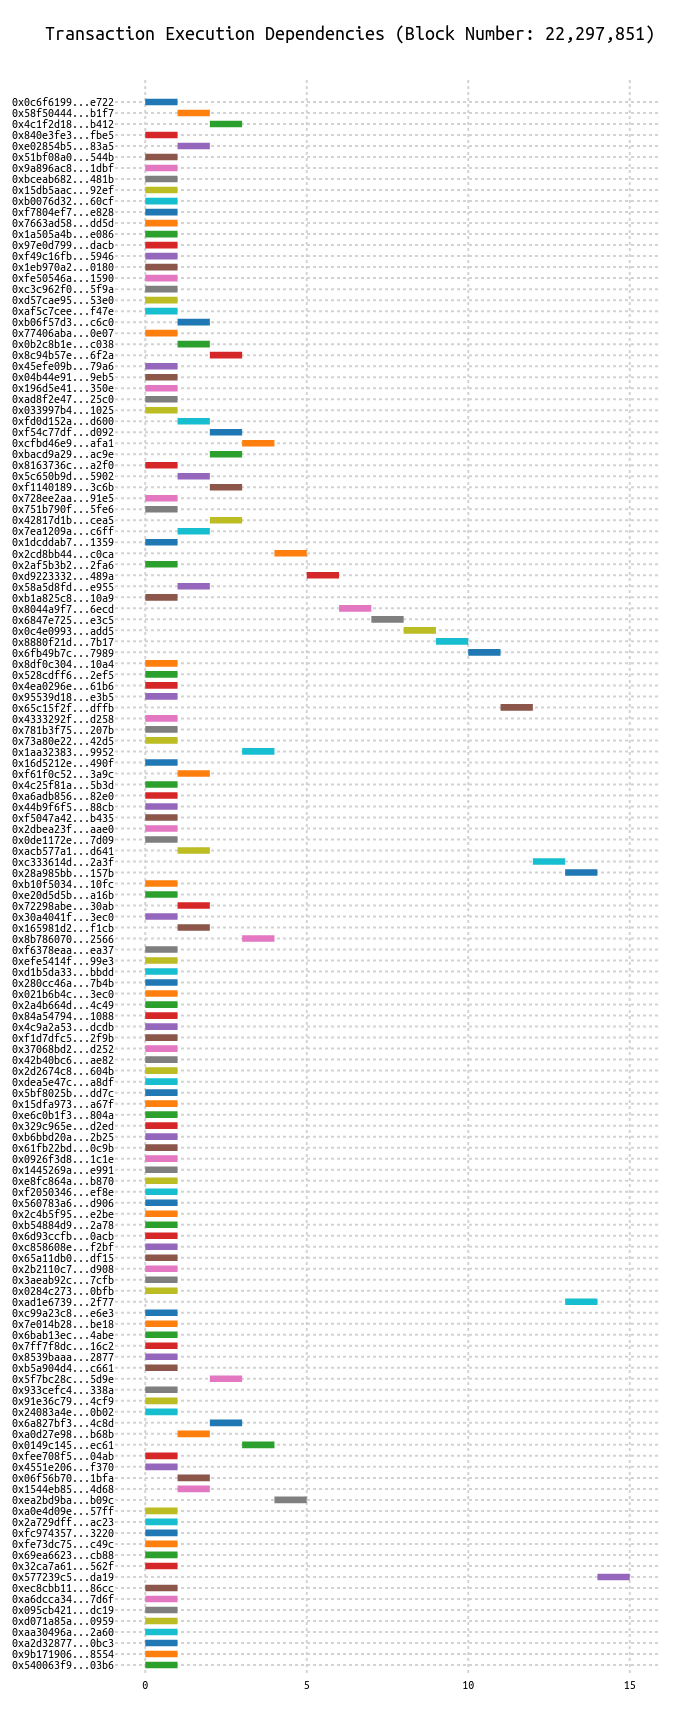 Transaction Execution Dependencies (Block Number: 22,297,851)
0x0c6f6199...e722
0x58f50444...b1f7
0x4c1f2d18...b412
0x840e3fe3...fbe5
0xe02854b5...83a5
0x51bf08a0...544b
0x9a896ac8...1dbf
0xbceab682...481b
0x15db5aac...92ef
0xb0076d32...60cf
0xf7804ef7...e828
0x7663ad58...dd5d
0x1a505a4b...e086
0x97e0d799...dacb
0xf49c16fb...5946
0x1eb970a2...0180
0xfe50546a...1590
0xc3c962f0...5f9a
0xd57cae95...53e0
0xaf5c7cee...f47e
0xb06f57d3...c6c0
0x77406aba...0e07
0x0b2c8b1e...c038
0x8c94b57e...6f2a
0x45efe09b...79a6
0x04b44e91...9eb5
0x196d5e41...350e
0xad8f2e47...25c0
0x033997b4...1025
0xfd0d152a...d600
0xf54c77df...d092
0xcfbd46e9...afa1
0xbacd9a29...ac9e
0x8163736c...a2f0
0x5c650b9d...5902
0xf1140189...3c6b
0x728ee2aa...91e5
0x751b790f...5fe6
0x42817d1b...cea5
0x7ea1209a...c6ff
0x1dcddab7...1359
0x2cd8bb44...c0ca
0x2af5b3b2...2fa6
0xd9223332...489a
0x58a5d8fd...e955
0xb1a825c8...10a9
0x8044a9f7...6ecd
0x6847e725...e3c5
0x0c4e0993...add5
0x8880f21d...7b17
0x6fb49b7c...7989
0x8df0c304...10a4
0x528cdff6...2ef5
0x4ea0296e...61b6
0x95539d18...e3b5
0x65c15f2f...dffb
0x4333292f...d258
0x781b3f75...207b
0x73a80e22...42d5
0x1aa32383...9952
0x16d5212e...490f
0xf61f0c52...3a9c
0x4c25f81a...5b3d
0xa6adb856...82e0
0x44b9f6f5...88cb
0xf5047a42...b435
0x2dbea23f...aae0
0x0de1172e...7d09
0xacb577a1...d641
0xc333614d...2a3f
0x28a985bb...157b
0xb10f5034...10fc
0xe20d5d5b...a16b
0x72298abe...30ab
0x30a4041f...3ec0
0x165981d2...f1cb
0x8b786070...2566
0xf6378eaa...ea37
0xefe5414f...99e3
0xd1b5da33...bbdd
0x280cc46a...7b4b
0x021b6b4c...3ec0
0x2a4b664d...4c49
0x84a54794...1088
0x4c9a2a53...dcdb
0xf1d7dfc5...2f9b
0x37068bd2...d252
0x42b40bc6...ae82
0x2d2674c8...604b
0xdea5e47c...a8df
0x5bf8025b...dd7c
0x15dfa973...a67f
0xe6c0b1f3...804a
0x329c965e...d2ed
0xb6bbd20a...2b25
0x61fb22bd...0c9b
0x0926f3d8...1c1e
0x1445269a...e991
0xe8fc864a...b870
0xf2050346...ef8e
0x560783a6...d906
0x2c4b5f95...e2be
0xb54884d9...2a78
0x6d93ccfb...0acb
0xc858608e...f2bf
0x65a11db0...df15
0x2b2110c7...d908
0x3aeab92c...7cfb
0x0284c273...0bfb
0xad1e6739...2f77
0xc99a23c8...e6e3
0x7e014b28...be18
0x6bab13ec...4abe
0x7ff7f8dc...16c2
0x8539baaa...2877
0xb5a904d4...c661
0x5f7bc28c...5d9e
0x933cefc4...338a
0x91e36c79...4cf9
0x24083a4e...0b02
0x6a827bf3...4c8d
0xa0d27e98...b68b
0x0149c145...ec61
0xfee708f5...04ab
0x4551e206...f370
0x06f56b70...1bfa
0x1544eb85...4d68
0xea2bd9ba...b09c
0xa0e4d09e...57ff
0x2a729dff...ac23
0xfc974357...3220
0xfe73dc75...c49c
0x69ea6623...cb88
0x32ca7a61...562f
0x577239c5...da19
0xec8cbb11...86cc
0xa6dcca34...7d6f
0x095cb421...dc19
0xd071a85a...0959
0xaa30496a...2a60
0xa2d32877...0bc3
0x9b171906...8554
0x540063f9...03b6
0 5 10 15